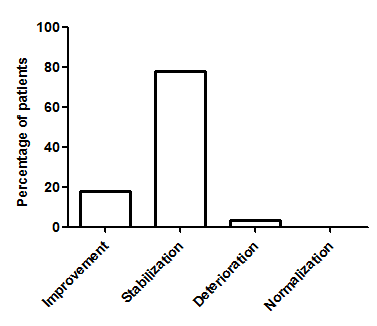 Percentage of patients
100
80
60
40
20
0
Improvement
Stabilization
Deterioration
Normalization